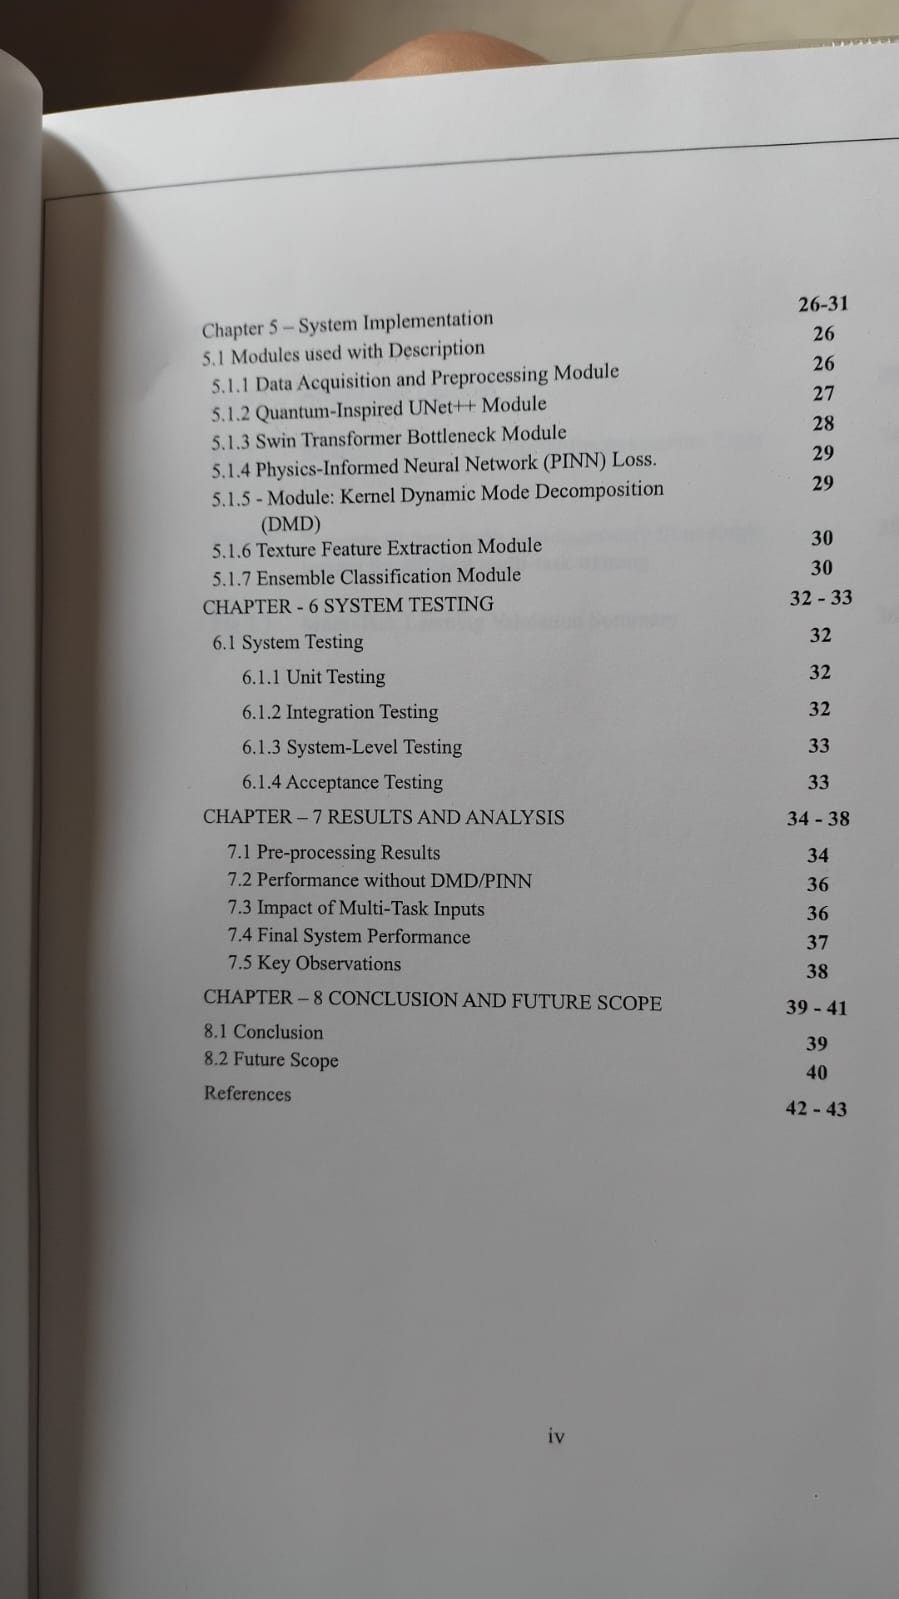 Chapter 5 – System Implementation 26-31
5.1 Modules used with Description 26
5.1.1 Data Acquisition and Preprocessing Module 26
5.1.2 Quantum-Inspired UNet++ Module 27
5.1.3 Swin Transformer Bottleneck Module 28
5.1.4 Physics-Informed Neural Network (PINN) Loss. 29
5.1.5 - Module: Kernel Dynamic Mode Decomposition 29
(DMD)
5.1.6 Texture Feature Extraction Module 30
5.1.7 Ensemble Classification Module 30
CHAPTER - 6 SYSTEM TESTING 32 - 33
6.1 System Testing 32
6.1.1 Unit Testing 32
6.1.2 Integration Testing 32
6.1.3 System-Level Testing 33
6.1.4 Acceptance Testing 33
CHAPTER – 7 RESULTS AND ANALYSIS 34 - 38
7.1 Pre-processing Results 34
7.2 Performance without DMD/PINN 36
7.3 Impact of Multi-Task Inputs 36
7.4 Final System Performance 37
7.5 Key Observations 38
CHAPTER – 8 CONCLUSION AND FUTURE SCOPE 39 - 41
8.1 Conclusion 39
8.2 Future Scope 40
References 42 - 43
iv